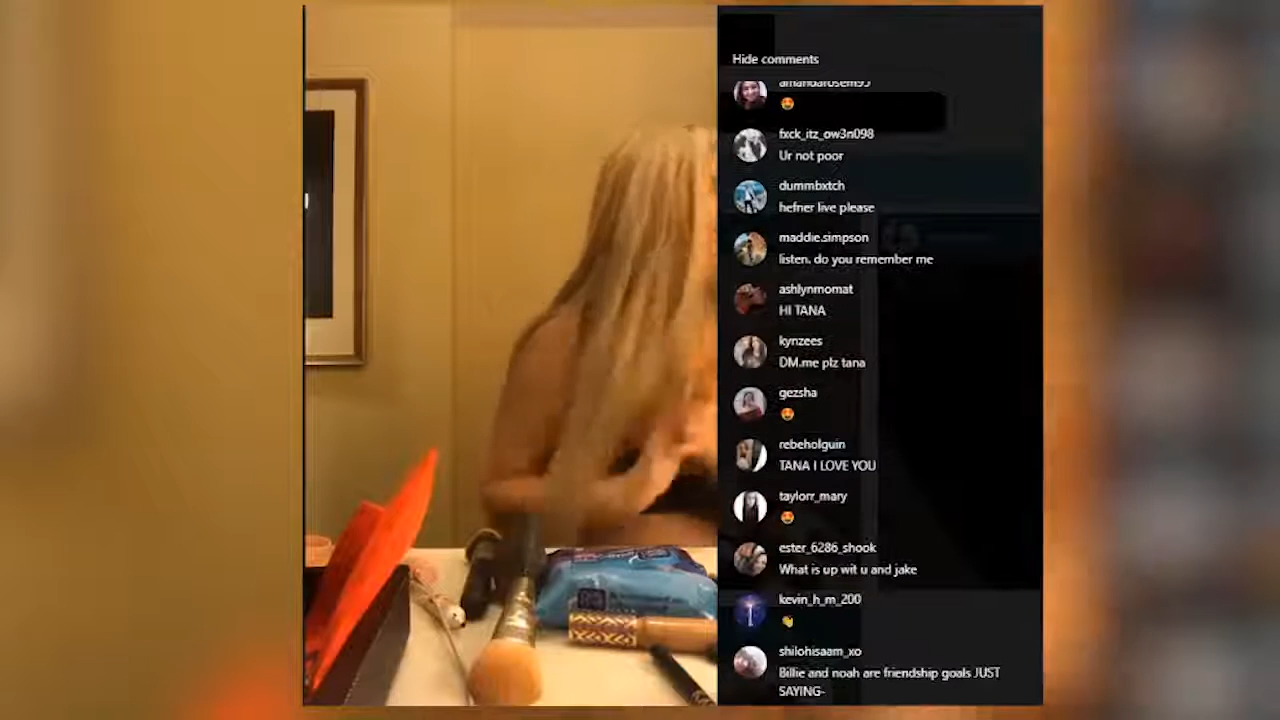 Hide comments
amandarosem95
🤩
fxck_itz_ow3n098
Ur not poor
dummbxtch
hefner live please
maddie.simpson
listen. do you remember me
ashlynmomat
HI TANA
kynzees
DM.me plz tana
gezsha
🤩
rebeholguin
TANA I LOVE YOU
taylorr_mary
🤩
ester_6286_shook
What is up wit u and jake
kevin_h_m_200
👏
shilohisaam_xo
Billie and noah are friendship goals JUST
SAYING-